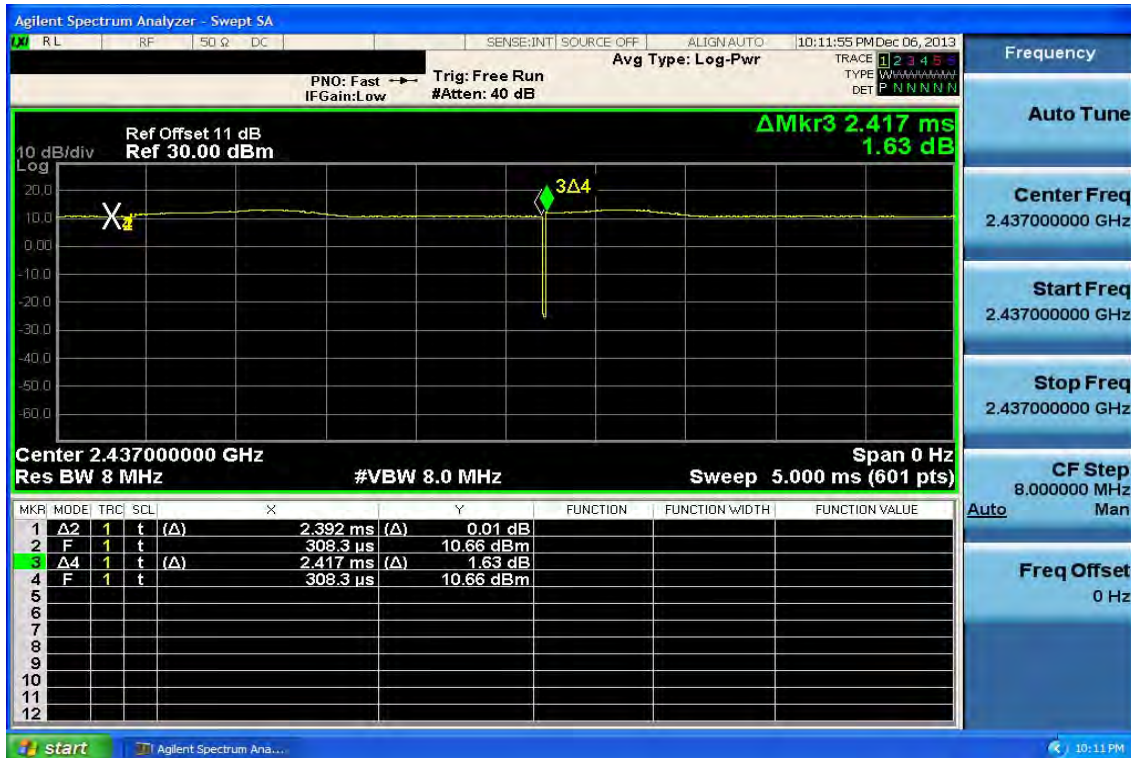 Agilent Spectrum Analyzer - Swept SA
LXI RL RF 50 Ω DC SENSE:INT SOURCE OFF ALIGN AUTO 10:11:55 PM Dec 06, 2013
PNO: Fast IFGain:Low Trig: Free Run #Atten: 40 dB Avg Type: Log-Pwr
TRACE 1 2 3 4 5 6
TYPE
DET P N N N N N
ΔMkr3 2.417 ms
1.63 dB
Ref Offset 11 dB
10 dB/div Ref 30.00 dBm
Log
20.0
10.0
0.00
-10.0
-20.0
-30.0
-40.0
-50.0
-60.0
3Δ4
Center 2.437000000 GHz Span 0 Hz
Res BW 8 MHz #VBW 8.0 MHz Sweep 5.000 ms (601 pts)
MKR MODE TRC SCL X Y FUNCTION FUNCTION WIDTH FUNCTION VALUE
1 Δ2 1 t (Δ) 2.392 ms (Δ) 0.01 dB
2 F 1 t 308.3 µs 10.66 dBm
3 Δ4 1 t (Δ) 2.417 ms (Δ) 1.63 dB
4 F 1 t 308.3 µs 10.66 dBm
5
6
7
8
9
10
11
12
Frequency
Auto Tune
Center Freq
2.437000000 GHz
Start Freq
2.437000000 GHz
Stop Freq
2.437000000 GHz
CF Step
8.000000 MHz
Auto Man
Freq Offset
0 Hz
start Agilent Spectrum Ana... 10:11 PM